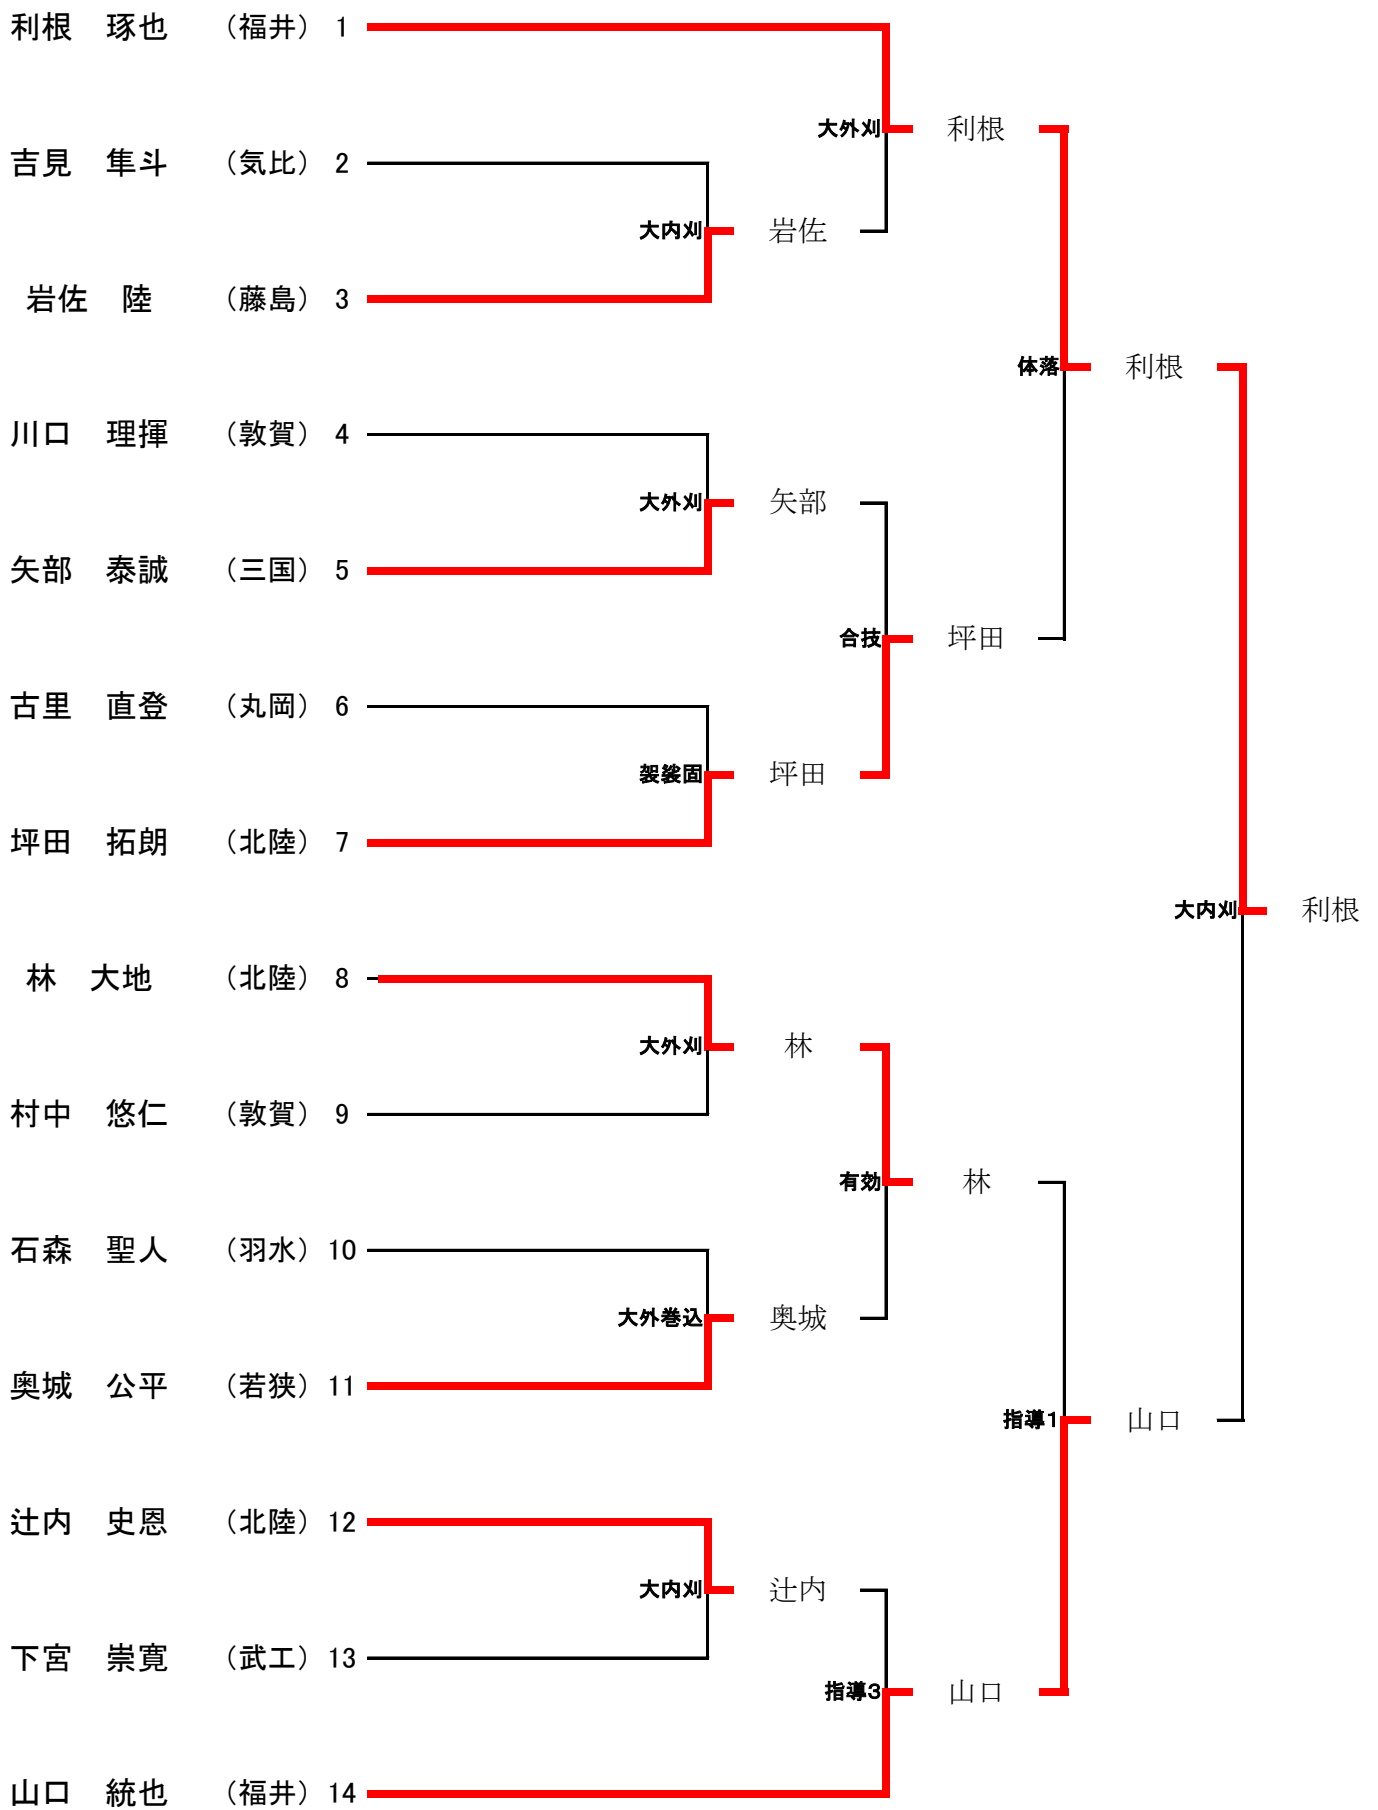 利根　琢也　（福井）　1
大外刈　利根
吉見　隼斗　（気比）　2
大内刈　岩佐
岩佐　陸　（藤島）　3
体落　利根
川口　理揮　（敦賀）　4
大外刈　矢部
矢部　泰誠　（三国）　5
合技　坪田
古里　直登　（丸岡）　6
袈裟固　坪田
坪田　拓朗　（北陸）　7
大内刈　利根
林　大地　（北陸）　8
大外刈　林
村中　悠仁　（敦賀）　9
有効　林
石森　聖人　（羽水）　10
大外巻込　奥城
奥城　公平　（若狭）　11
指導1　山口
辻内　史恩　（北陸）　12
大内刈　辻内
下宮　崇寛　（武工）　13
指導3　山口
山口　統也　（福井）　14